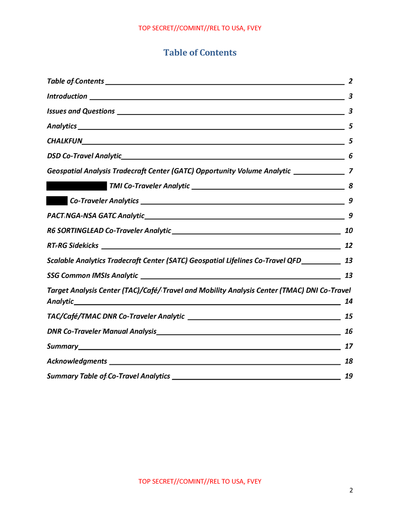 TOP SECRET//COMINT//REL TO USA, FVEY
Table of Contents
Table of Contents 2
Introduction 3
Issues and Questions 3
Analytics 5
CHALKFUN 5
DSD Co-Travel Analytic 6
Geospatial Analysis Tradecraft Center (GATC) Opportunity Volume Analytic 7
TMI Co-Traveler Analytic 8
Co-Traveler Analytics 9
PACT NGA-NSA GATC Analytic 9
R6 SORTINGLEAD Co-Traveler Analytic 10
RT-RG Sidekicks 12
Scalable Analytics Tradecraft Center (SATC) Geospatial Lifelines Co-Travel QFD 13
SSG Common IMSIs Analytic 13
Target Analysis Center (TAC)/Café/ Travel and Mobility Analysis Center (TMAC) DNI Co-Travel
Analytic 14
TAC/Café/TMAC DNR Co-Traveler Analytic 15
DNR Co-Traveler Manual Analysis 16
Summary 17
Acknowledgments 18
Summary Table of Co-Travel Analytics 19
TOP SECRET//COMINT//REL TO USA, FVEY
2